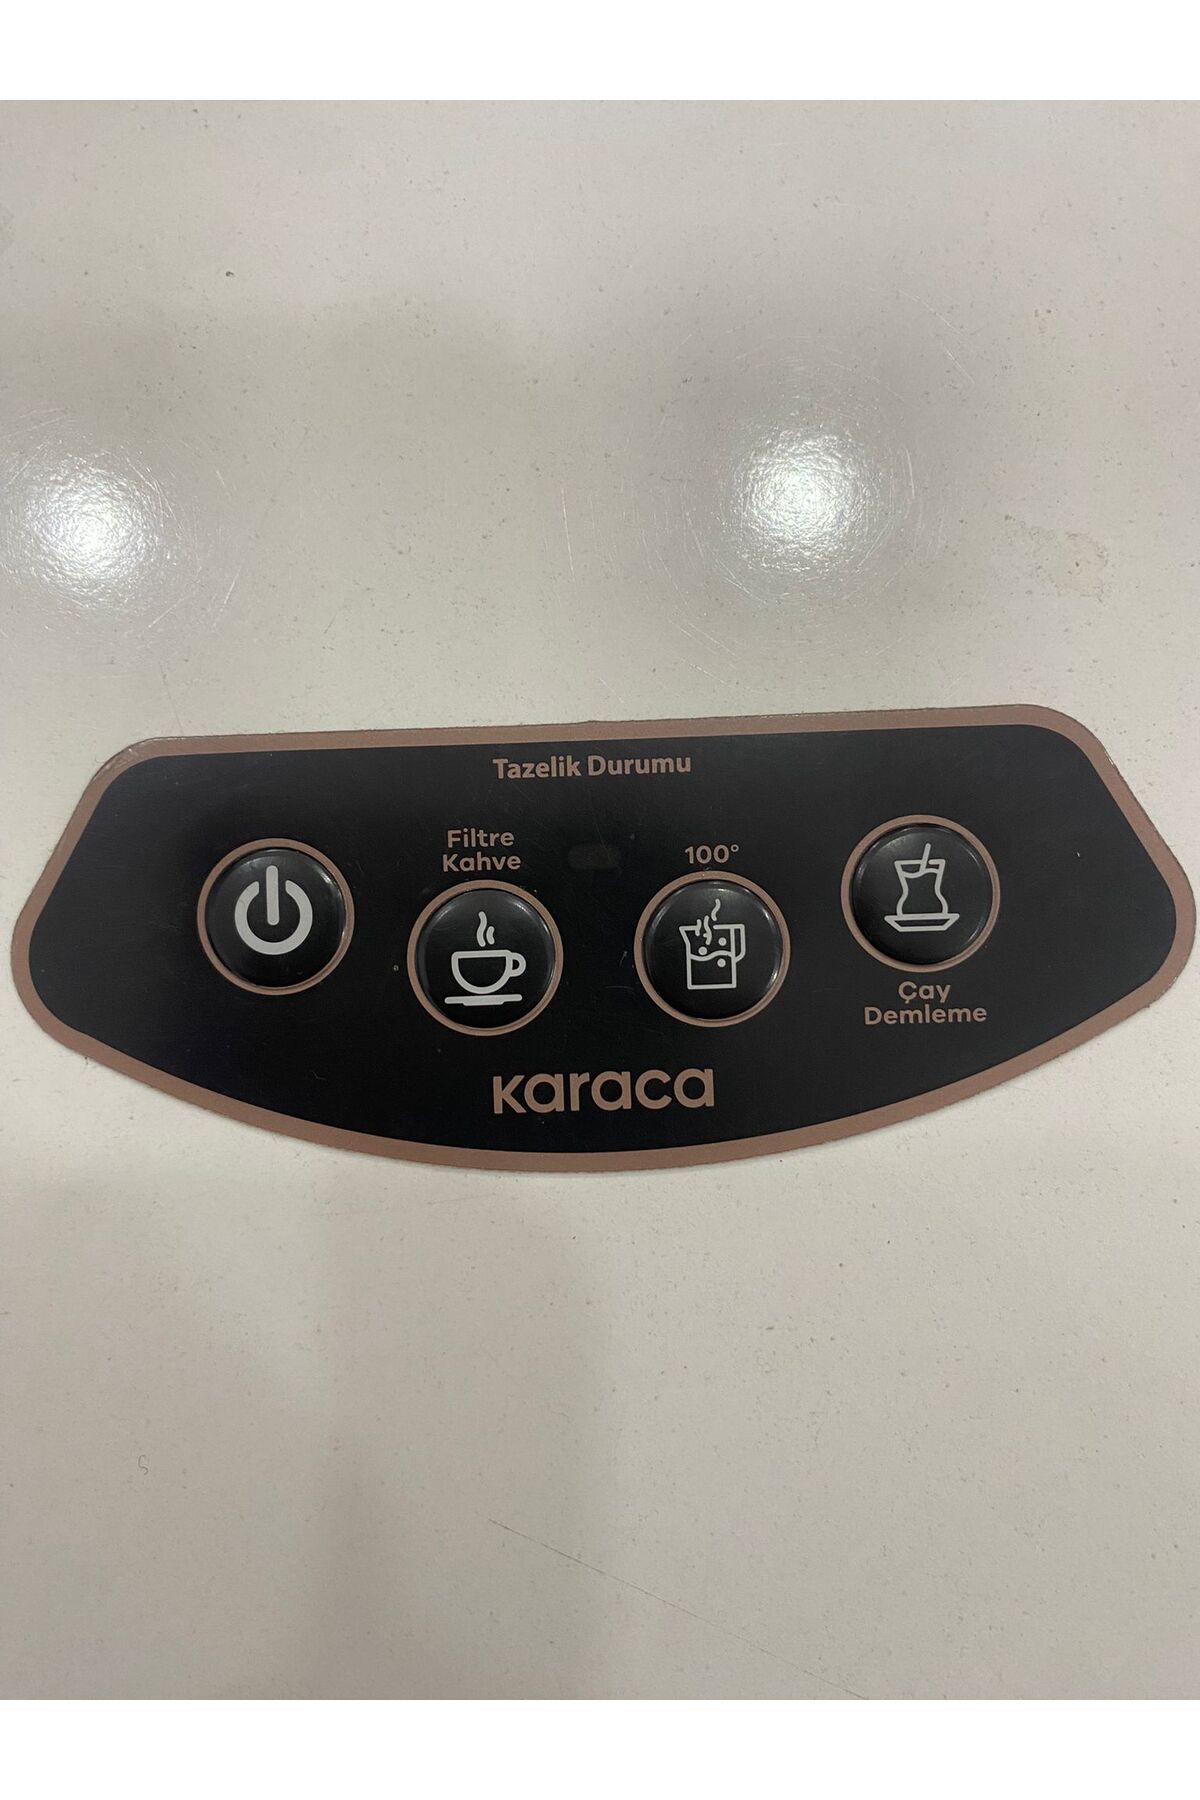 Tazelik Durumu
Filtre
Kahve
100°
Çay
Demleme
Karaca